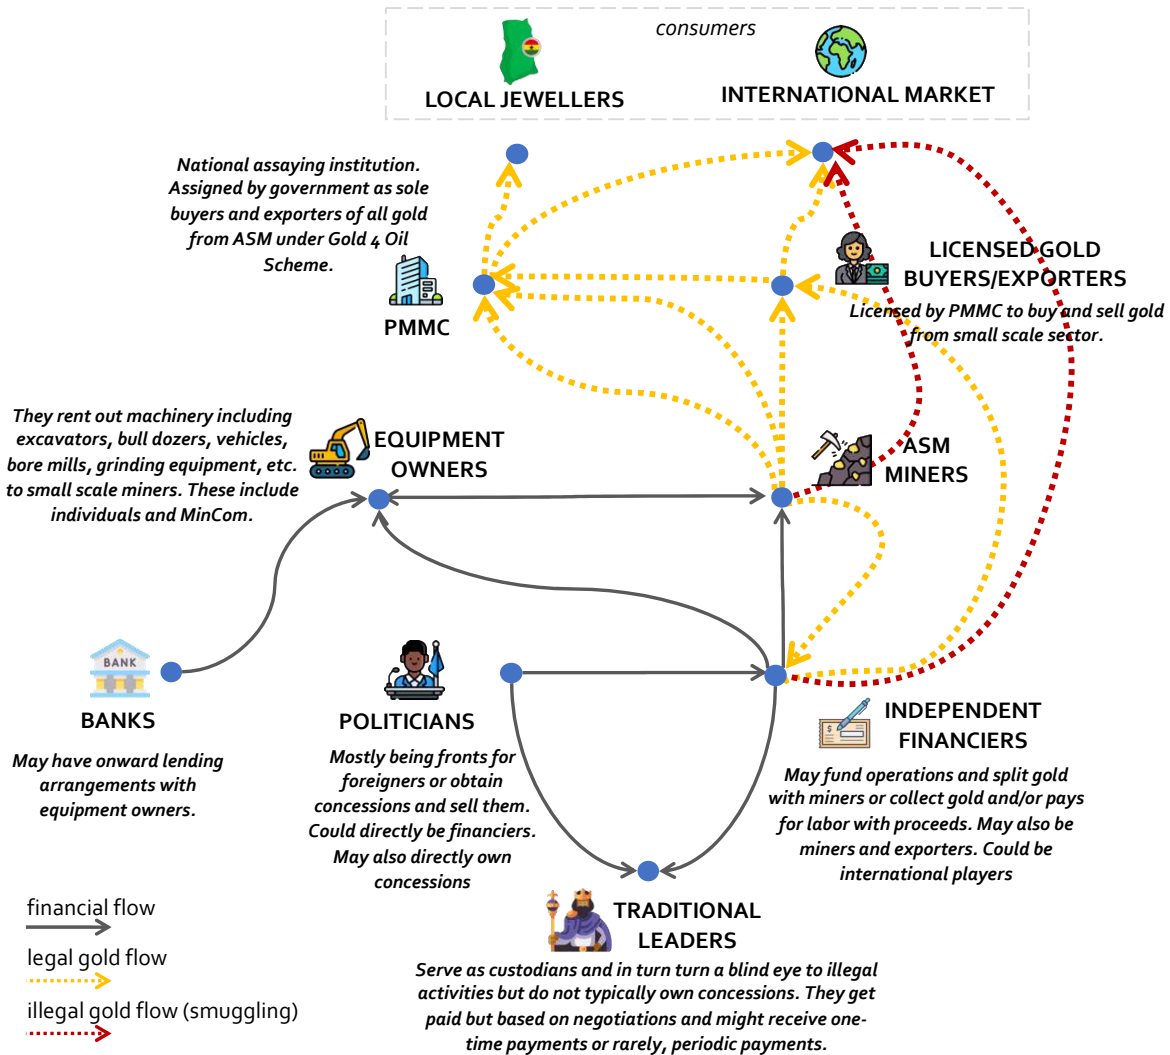 consumers
LOCAL JEWELLERS
INTERNATIONAL MARKET
National assaying institution.
Assigned by government as sole
buyers and exporters of all gold
from ASM under Gold 4 Oil
Scheme.
PMMC
LICENSED GOLD
BUYERS/EXPORTERS
Licensed by PMMC to buy and sell gold
from small scale sector.
They rent out machinery including
excavators, bull dozers, vehicles,
bore mills, grinding equipment, etc.
to small scale miners. These include
individuals and MinCom.
EQUIPMENT
OWNERS
ASM
MINERS
BANK
BANKS
May have onward lending
arrangements with
equipment owners.
POLITICIANS
Mostly being fronts for
foreigners or obtain
concessions and sell them.
Could directly be financiers.
May also directly own
concessions
INDEPENDENT
FINANCIERS
May fund operations and split gold
with miners or collect gold and/or pays
for labor with proceeds. May also be
miners and exporters. Could be
international players
TRADITIONAL
LEADERS
Serve as custodians and in turn turn a blind eye to illegal
activities but do not typically own concessions. They get
paid but based on negotiations and might receive one-
time payments or rarely, periodic payments.
financial flow
legal gold flow
illegal gold flow (smuggling)